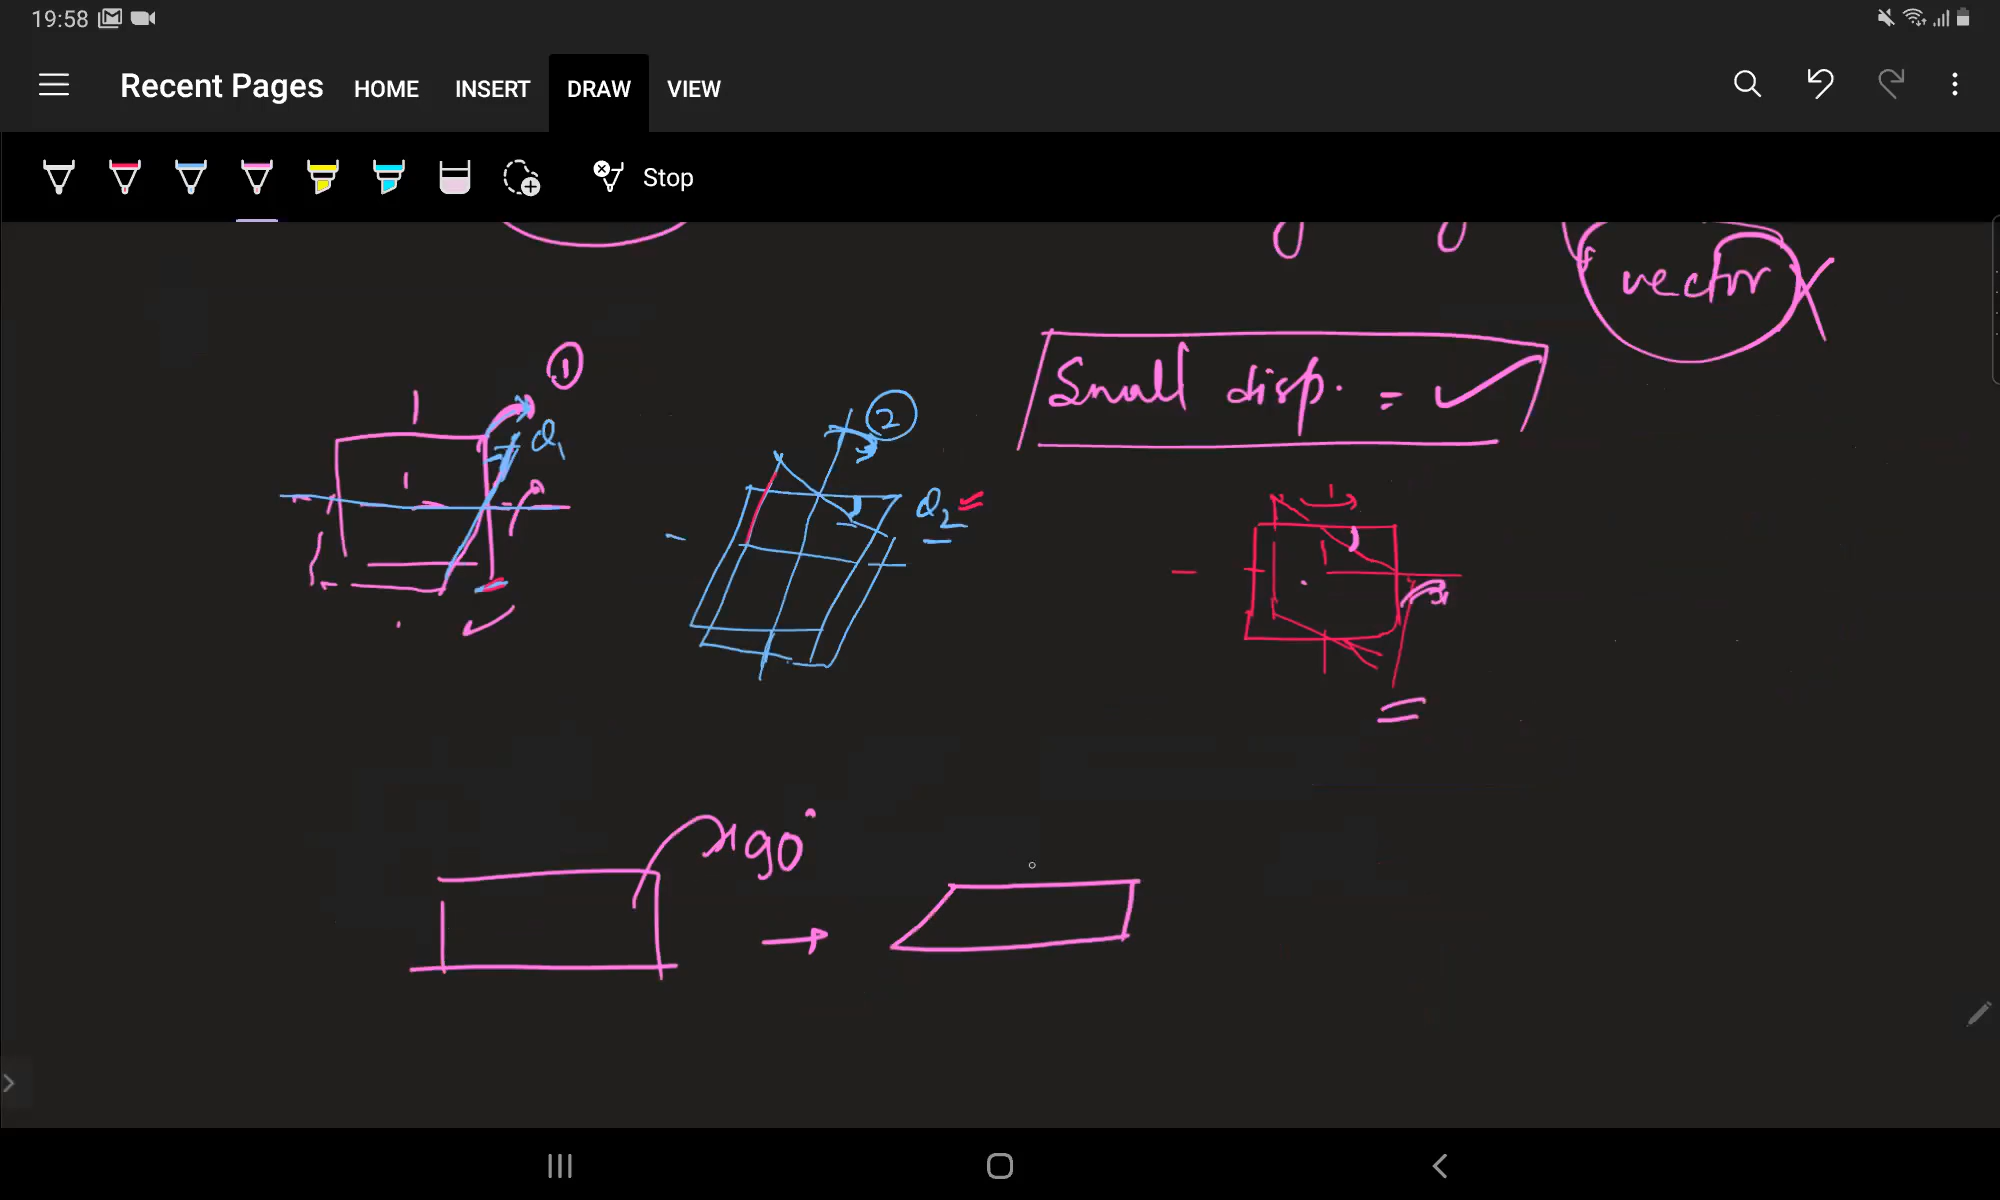 19:58
Recent Pages HOME INSERT DRAW VIEW
Stop
vector
Small disp. = ✓
1
2
θ1
θ2
90°